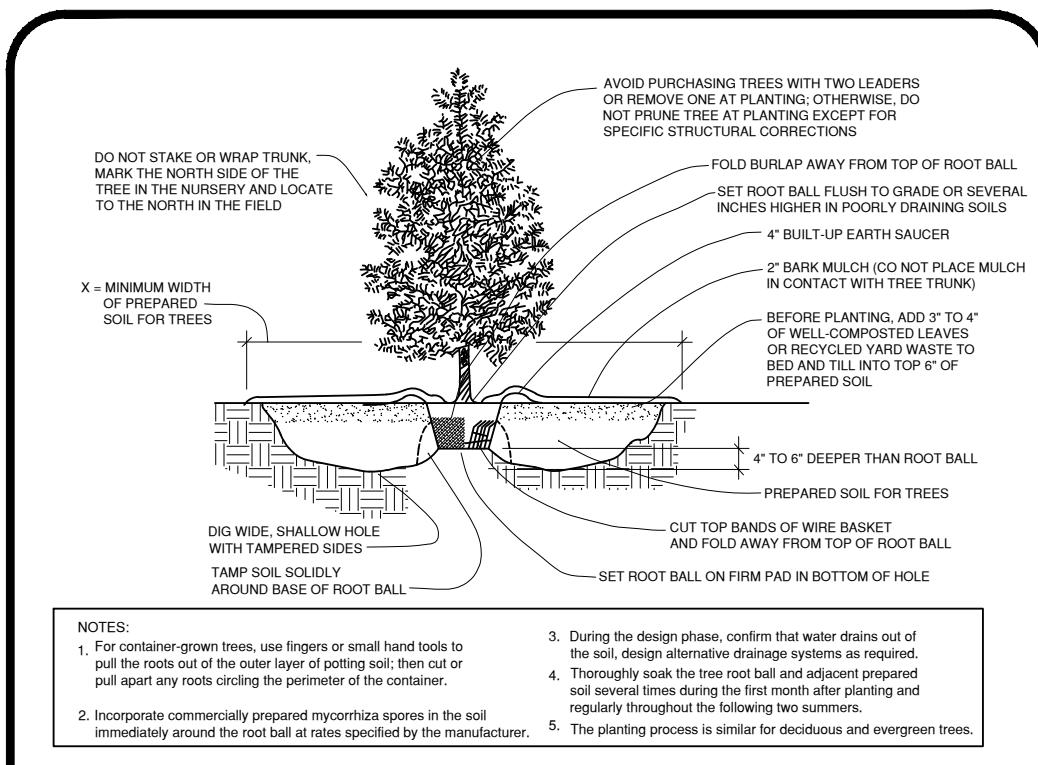 AVOID PURCHASING TREES WITH TWO LEADERS
OR REMOVE ONE AT PLANTING; OTHERWISE, DO
NOT PRUNE TREE AT PLANTING EXCEPT FOR
SPECIFIC STRUCTURAL CORRECTIONS
DO NOT STAKE OR WRAP TRUNK,
MARK THE NORTH SIDE OF THE
TREE IN THE NURSERY AND LOCATE
TO THE NORTH IN THE FIELD
FOLD BURLAP AWAY FROM TOP OF ROOT BALL
SET ROOT BALL FLUSH TO GRADE OR SEVERAL
INCHES HIGHER IN POORLY DRAINING SOILS
4" BUILT-UP EARTH SAUCER
2" BARK MULCH (CO NOT PLACE MULCH
IN CONTACT WITH TREE TRUNK)
X = MINIMUM WIDTH
OF PREPARED
SOIL FOR TREES
BEFORE PLANTING, ADD 3" TO 4"
OF WELL-COMPOSTED LEAVES
OR RECYCLED YARD WASTE TO
BED AND TILL INTO TOP 6" OF
PREPARED SOIL
4" TO 6" DEEPER THAN ROOT BALL
PREPARED SOIL FOR TREES
DIG WIDE, SHALLOW HOLE
WITH TAMPERED SIDES
CUT TOP BANDS OF WIRE BASKET
AND FOLD AWAY FROM TOP OF ROOT BALL
TAMP SOIL SOLIDLY
AROUND BASE OF ROOT BALL
SET ROOT BALL ON FIRM PAD IN BOTTOM OF HOLE
NOTES:
1. For container-grown trees, use fingers or small hand tools to
pull the roots out of the outer layer of potting soil; then cut or
pull apart any roots circling the perimeter of the container.
2. Incorporate commercially prepared mycorrhiza spores in the soil
immediately around the root ball at rates specified by the manufacturer.
3. During the design phase, confirm that water drains out of
the soil, design alternative drainage systems as required.
4. Thoroughly soak the tree root ball and adjacent prepared
soil several times during the first month after planting and
regularly throughout the following two summers.
5. The planting process is similar for deciduous and evergreen trees.